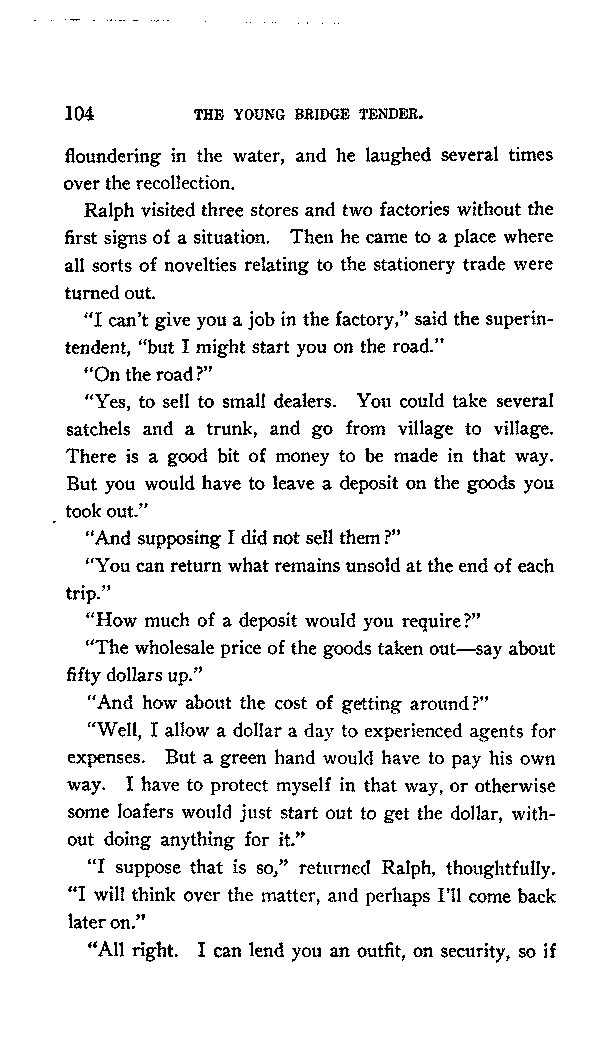 104 THE YOUNG BRIDGE TENDER.
floundering in the water, and he laughed several times
over the recollection.
Ralph visited three stores and two factories without the
first signs of a situation. Then he came to a place where
all sorts of novelties relating to the stationery trade were
turned out.
"I can't give you a job in the factory," said the superin-
tendent, "but I might start you on the road."
"On the road?"
"Yes, to sell to small dealers. You could take several
satchels and a trunk, and go from village to village.
There is a good bit of money to be made in that way.
But you would have to leave a deposit on the goods you
took out."
"And supposing I did not sell them?"
"You can return what remains unsold at the end of each
trip."
"How much of a deposit would you require?"
"The wholesale price of the goods taken out—say about
fifty dollars up."
"And how about the cost of getting around?"
"Well, I allow a dollar a day to experienced agents for
expenses. But a green hand would have to pay his own
way. I have to protect myself in that way, or otherwise
some loafers would just start out to get the dollar, with-
out doing anything for it."
"I suppose that is so," returned Ralph, thoughtfully.
"I will think over the matter, and perhaps I'll come back
later on."
"All right. I can lend you an outfit, on security, so if